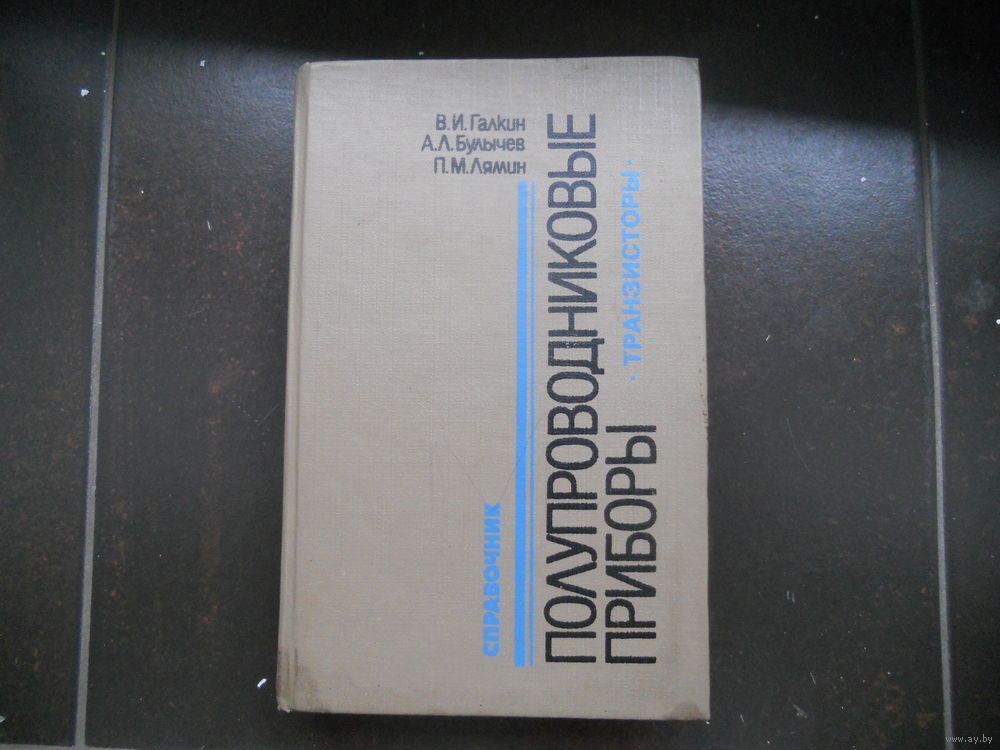 В.И.Галкин
А.Л.Булычев
П.М.Лямин
СПРАВОЧНИК
ПОЛУПРОВОДНИКОВЫЕ
ПРИБОРЫ
· ТРАНЗИСТОРЫ ·
www.ay.by